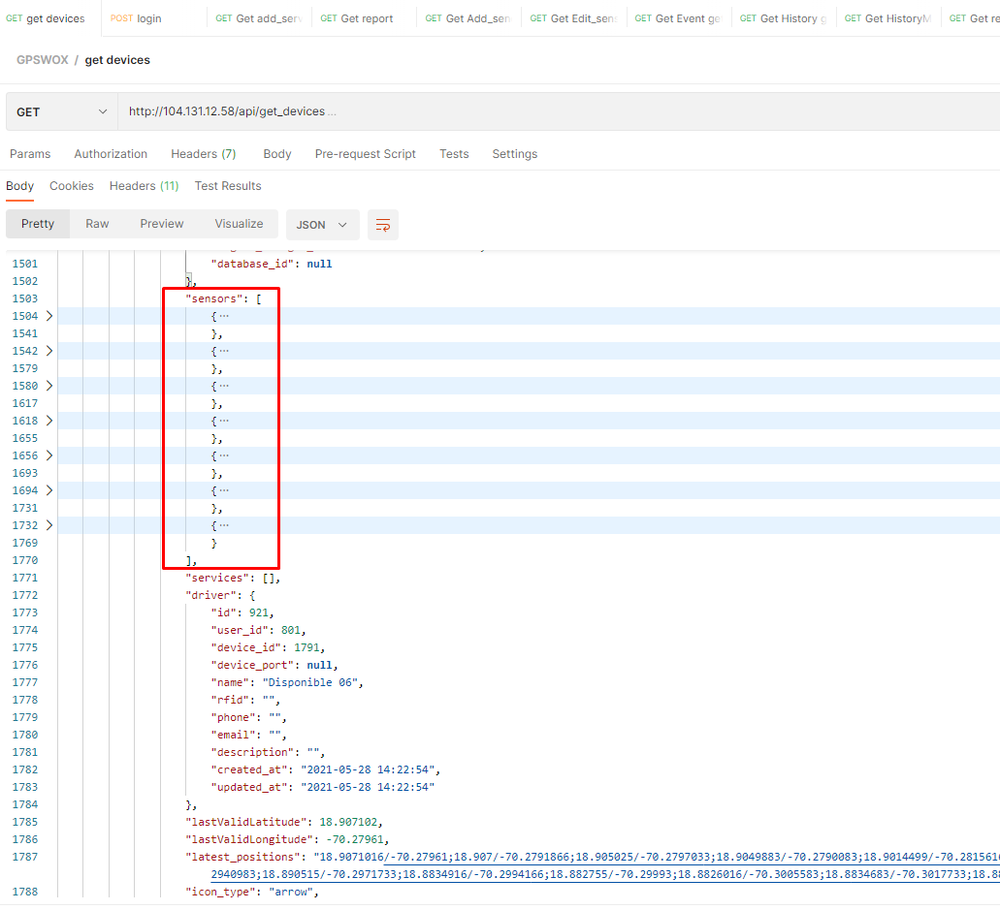 GET get devices POST login GET Get add_serv GET Get report GET Get Add_sen GET Get Edit_sens GET Get Event ge GET Get History g GET Get HistoryM GET Get re
GPSWOX / get devices
GET http://104.131.12.58/api/get_devices ...
Params Authorization Headers (7) Body Pre-request Script Tests Settings
Body Cookies Headers (11) Test Results
Pretty Raw Preview Visualize JSON
1501 "database_id": null
1502 },
1503 "sensors": [
1504 { ...
1541 },
1542 { ...
1579 },
1580 { ...
1617 },
1618 { ...
1655 },
1656 { ...
1693 },
1694 { ...
1731 },
1732 { ...
1769 }
1770 ],
1771 "services": [],
1772 "driver": {
1773 "id": 921,
1774 "user_id": 801,
1775 "device_id": 1791,
1776 "device_port": null,
1777 "name": "Disponible 06",
1778 "rfid": "",
1779 "phone": "",
1780 "email": "",
1781 "description": "",
1782 "created_at": "2021-05-28 14:22:54",
1783 "updated_at": "2021-05-28 14:22:54"
1784 },
1785 "lastValidLatitude": 18.907102,
1786 "lastValidLongitude": -70.27961,
1787 "latest_positions": "18.9071016/-70.27961;18.907/-70.2791866;18.905025/-70.2797033;18.9049883/-70.2790083;18.9014499/-70.281561
2940983;18.890515/-70.2971733;18.8834916/-70.2994166;18.882755/-70.29993;18.8826016/-70.3005583;18.8834683/-70.3017733;18.88
1788 "icon_type": "arrow",